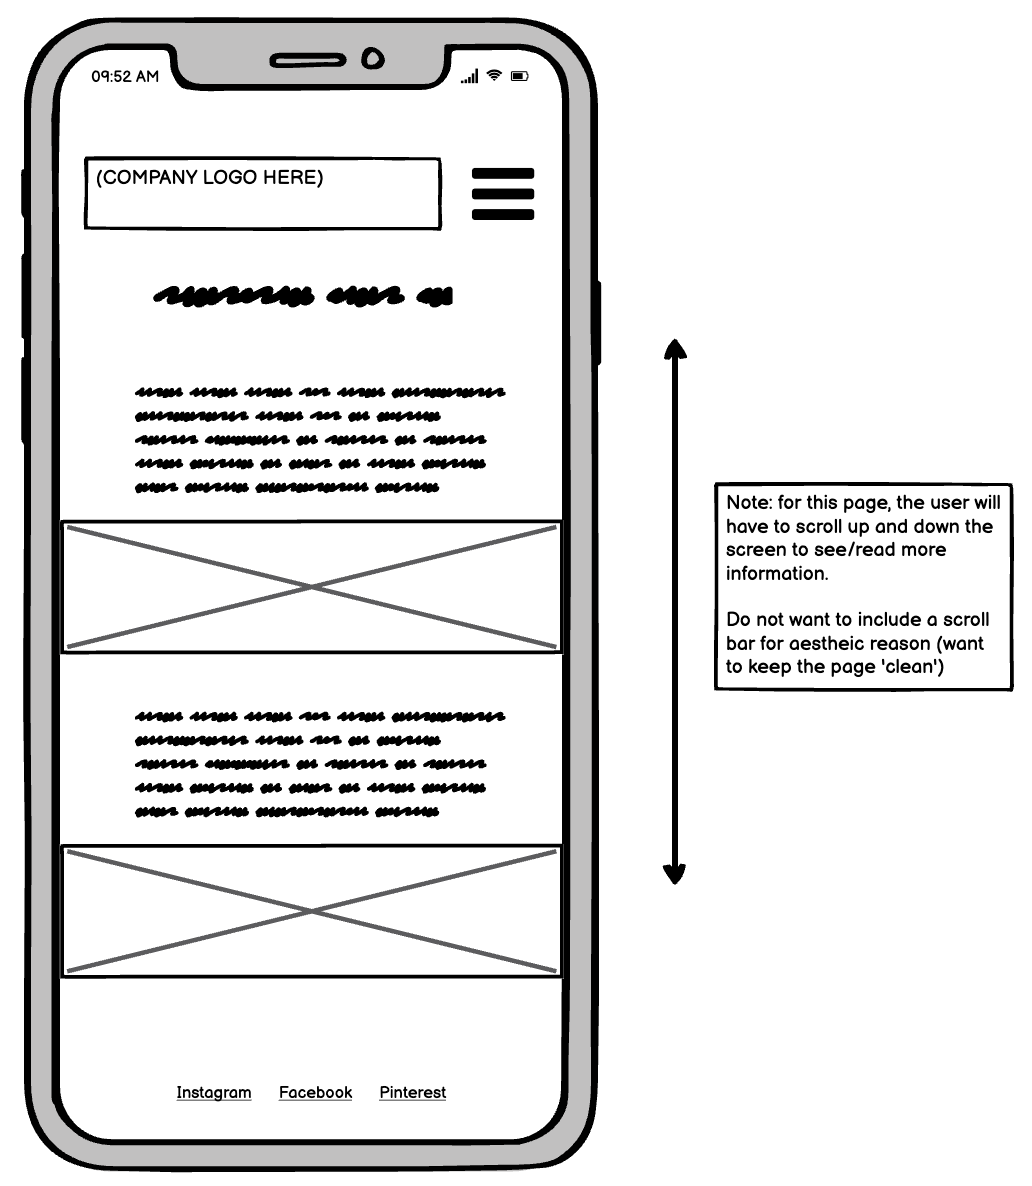 09:52 AM
(COMPANY LOGO HERE)
Note: for this page, the user will
have to scroll up and down the
screen to see/read more
information.
Do not want to include a scroll
bar for aestheic reason (want
to keep the page 'clean')
Instagram Facebook Pinterest